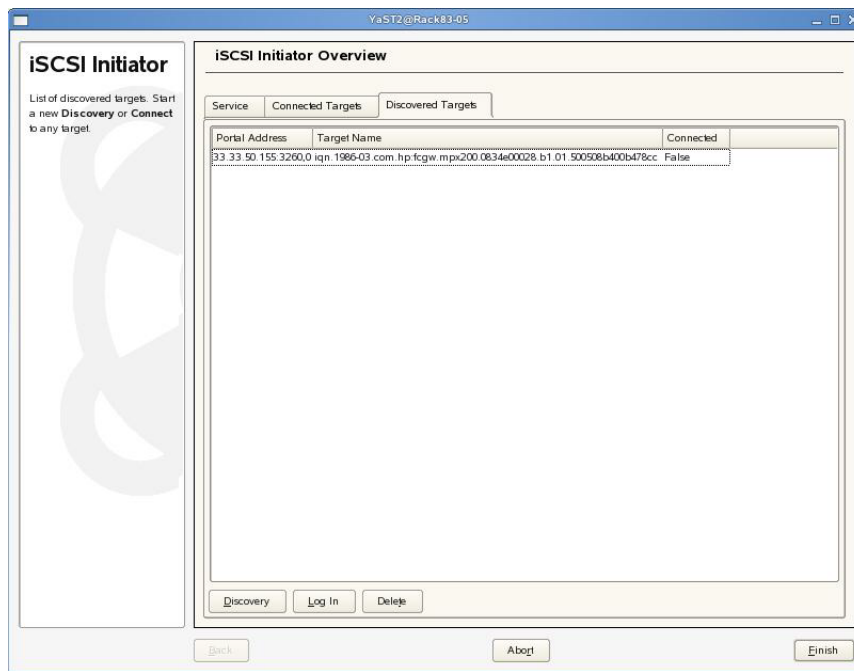 YaST2@Rack83-05
iSCSI Initiator
List of discovered targets. Start
a new Discovery or Connect
to any target.
iSCSI Initiator Overview
Service Connected Targets Discovered Targets
Portal Address Target Name Connected
33.33.50.155:3260,0 iqn.1986-03.com.hp:fcgw.mpx200.0834e00028.b1.01.500508b400b478cc False
Discovery Log In Delete
Back Abort Finish